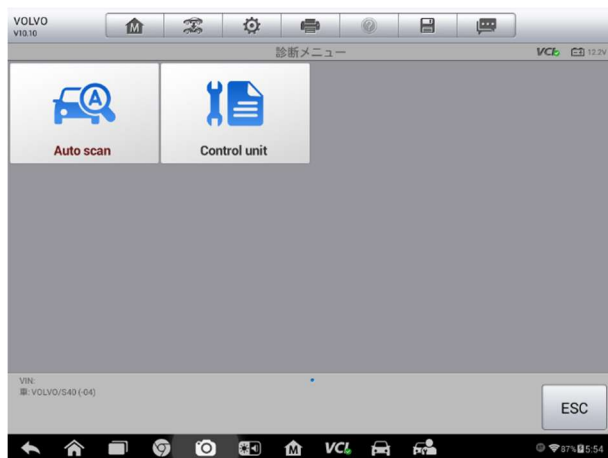 VOLVO
V10.10
M
診断メニュー
VCI
12.2V
A
Auto scan
Control unit
VIN:
車: VOLVO/S40 (-04)
ESC
M
VCI
87%
5:54